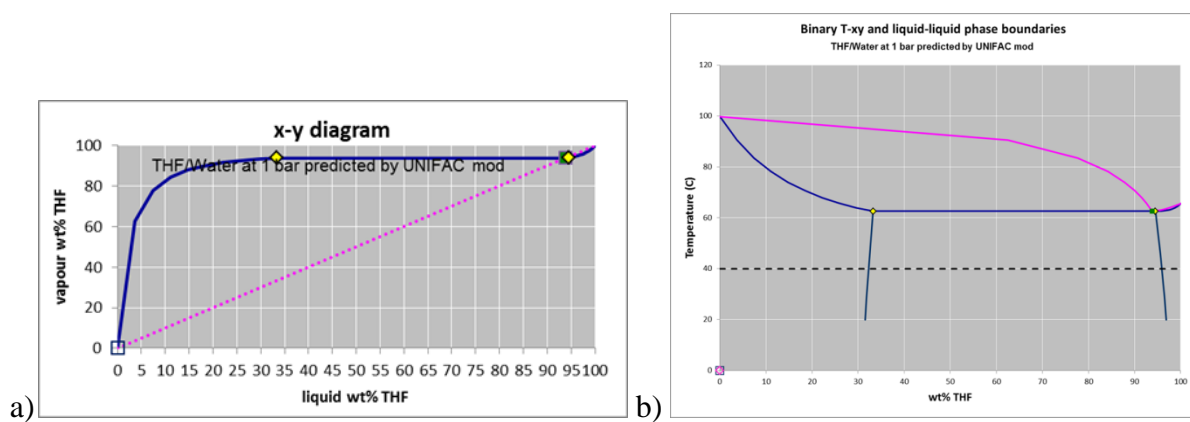 x-y diagram
THF/Water at 1 bar predicted by UNIFAC mod
vapour wt% THF
100
80
60
40
20
0
0 5 10 15 20 25 30 35 40 45 50 55 60 65 70 75 80 85 90 95 100
liquid wt% THF
a)
Binary T-xy and liquid-liquid phase boundaries
THF/Water at 1 bar predicted by UNIFAC mod
Temperature (C)
120
100
80
60
40
20
0
0 10 20 30 40 50 60 70 80 90 100
wt% THF
b)